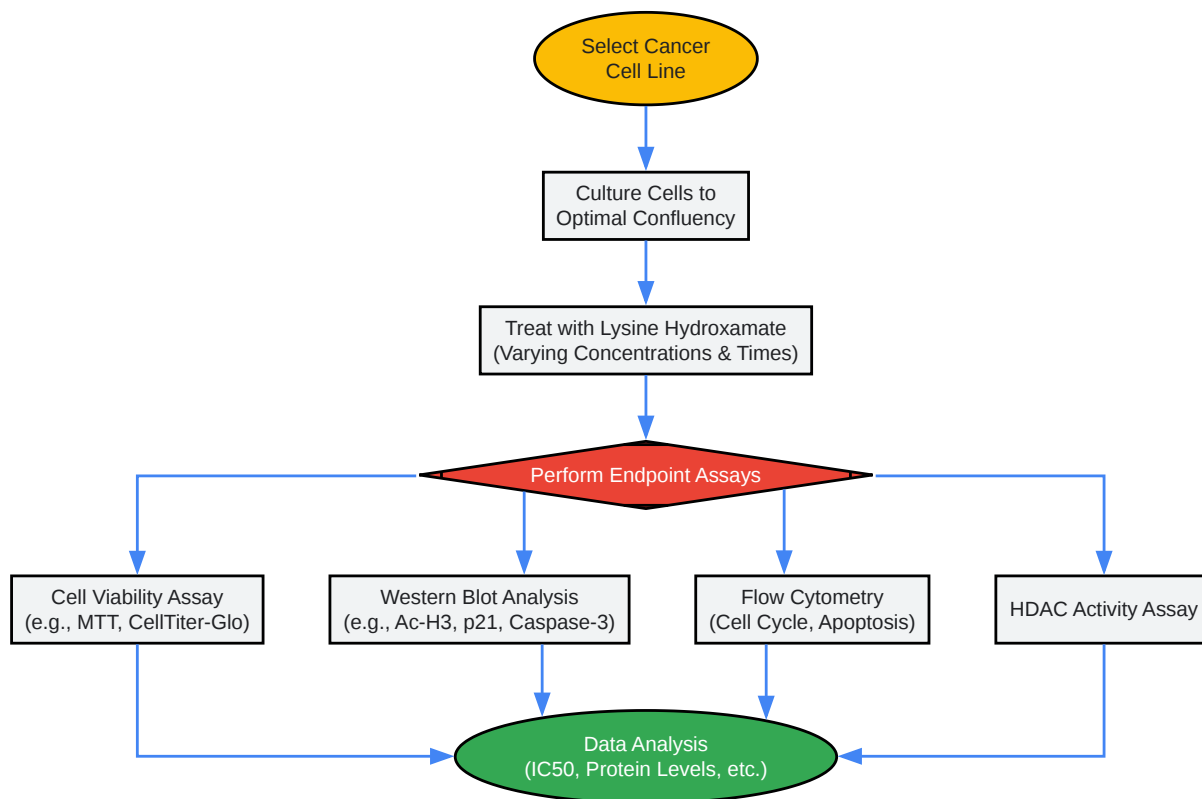 Select Cancer
Cell Line
Culture Cells to
Optimal Confluency
Treat with Lysine Hydroxamate
(Varying Concentrations & Times)
Perform Endpoint Assays
Cell Viability Assay
(e.g., MTT, CellTiter-Glo)
Western Blot Analysis
(e.g., Ac-H3, p21, Caspase-3)
Flow Cytometry
(Cell Cycle, Apoptosis)
HDAC Activity Assay
Data Analysis
(IC50, Protein Levels, etc.)